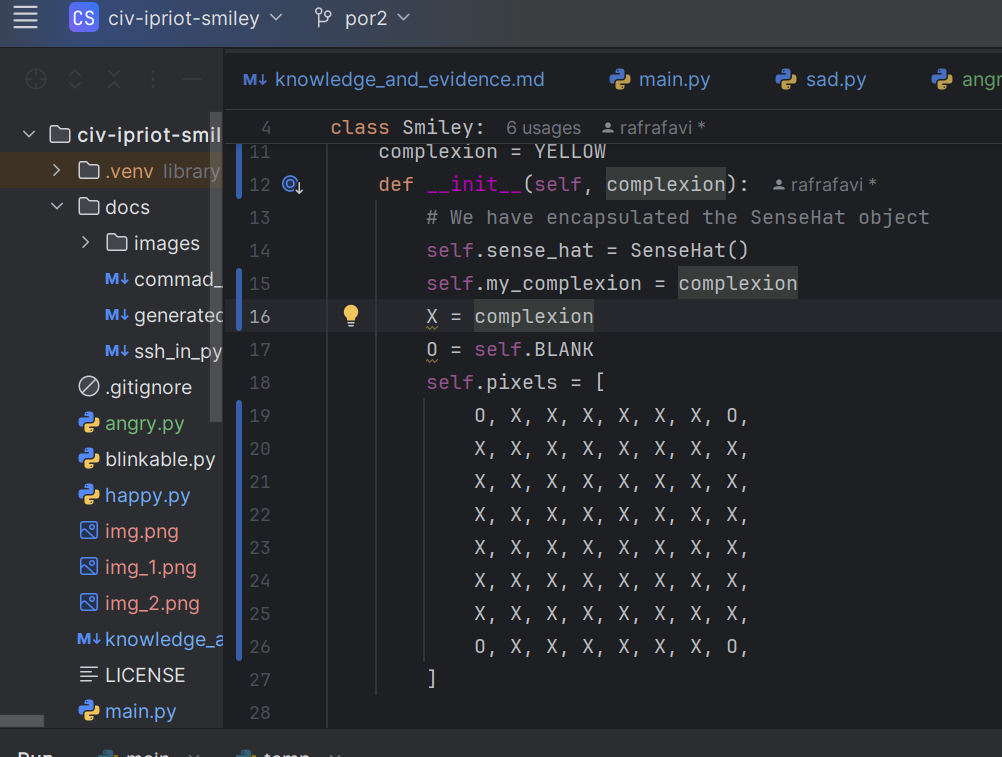 CS civ-ipriot-smiley por2
M↓ knowledge_and_evidence.md main.py sad.py angr
civ-ipriot-smil
.venv library
docs
images
M↓ commad_
M↓ generated
M↓ ssh_in_py
.gitignore
angry.py
blinkable.py
happy.py
img.png
img_1.png
img_2.png
M↓ knowledge_a
LICENSE
main.py
4 class Smiley: 6 usages rafrafavi *
11 complexion = YELLOW
12 def __init__(self, complexion): rafrafavi *
13 # We have encapsulated the SenseHat object
14 self.sense_hat = SenseHat()
15 self.my_complexion = complexion
16 X = complexion
17 O = self.BLANK
18 self.pixels = [
19 O, X, X, X, X, X, X, O,
20 X, X, X, X, X, X, X, X,
21 X, X, X, X, X, X, X, X,
22 X, X, X, X, X, X, X, X,
23 X, X, X, X, X, X, X, X,
24 X, X, X, X, X, X, X, X,
25 X, X, X, X, X, X, X, X,
26 O, X, X, X, X, X, X, O,
27 ]
28
Run main temp